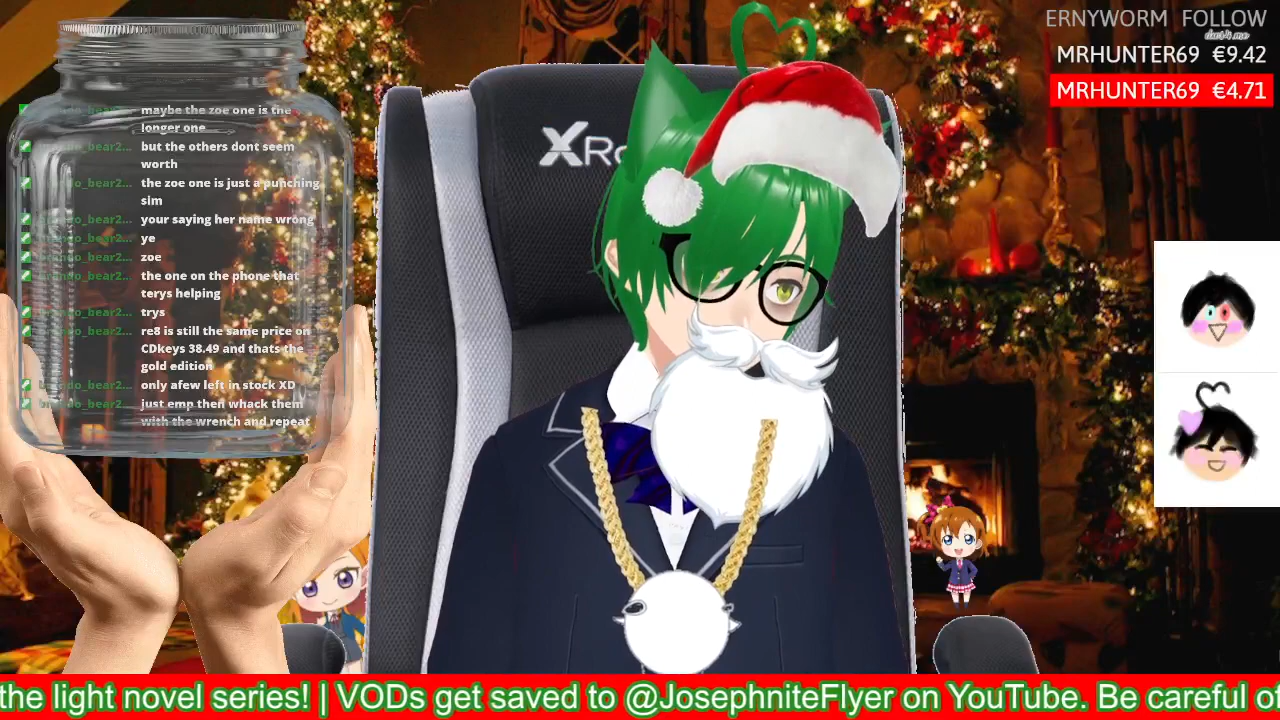 ERNYWORM FOLLOW
MRHUNTER69 €9.42
MRHUNTER69 €4.71
maybe the zoe one is the
longer one
but the others dont seem
worth
the zoe one is just a punching
sim
your saying her name wrong
ye
zoe
the one on the phone that
terys helping
trys
re8 is still the same price on
CDkeys 38.49 and thats the
gold edition
only afew left in stock XD
just emp then whack them
with the wrench and repeat
the light novel series! | VODs get saved to @JosephniteFlyer on YouTube. Be careful of